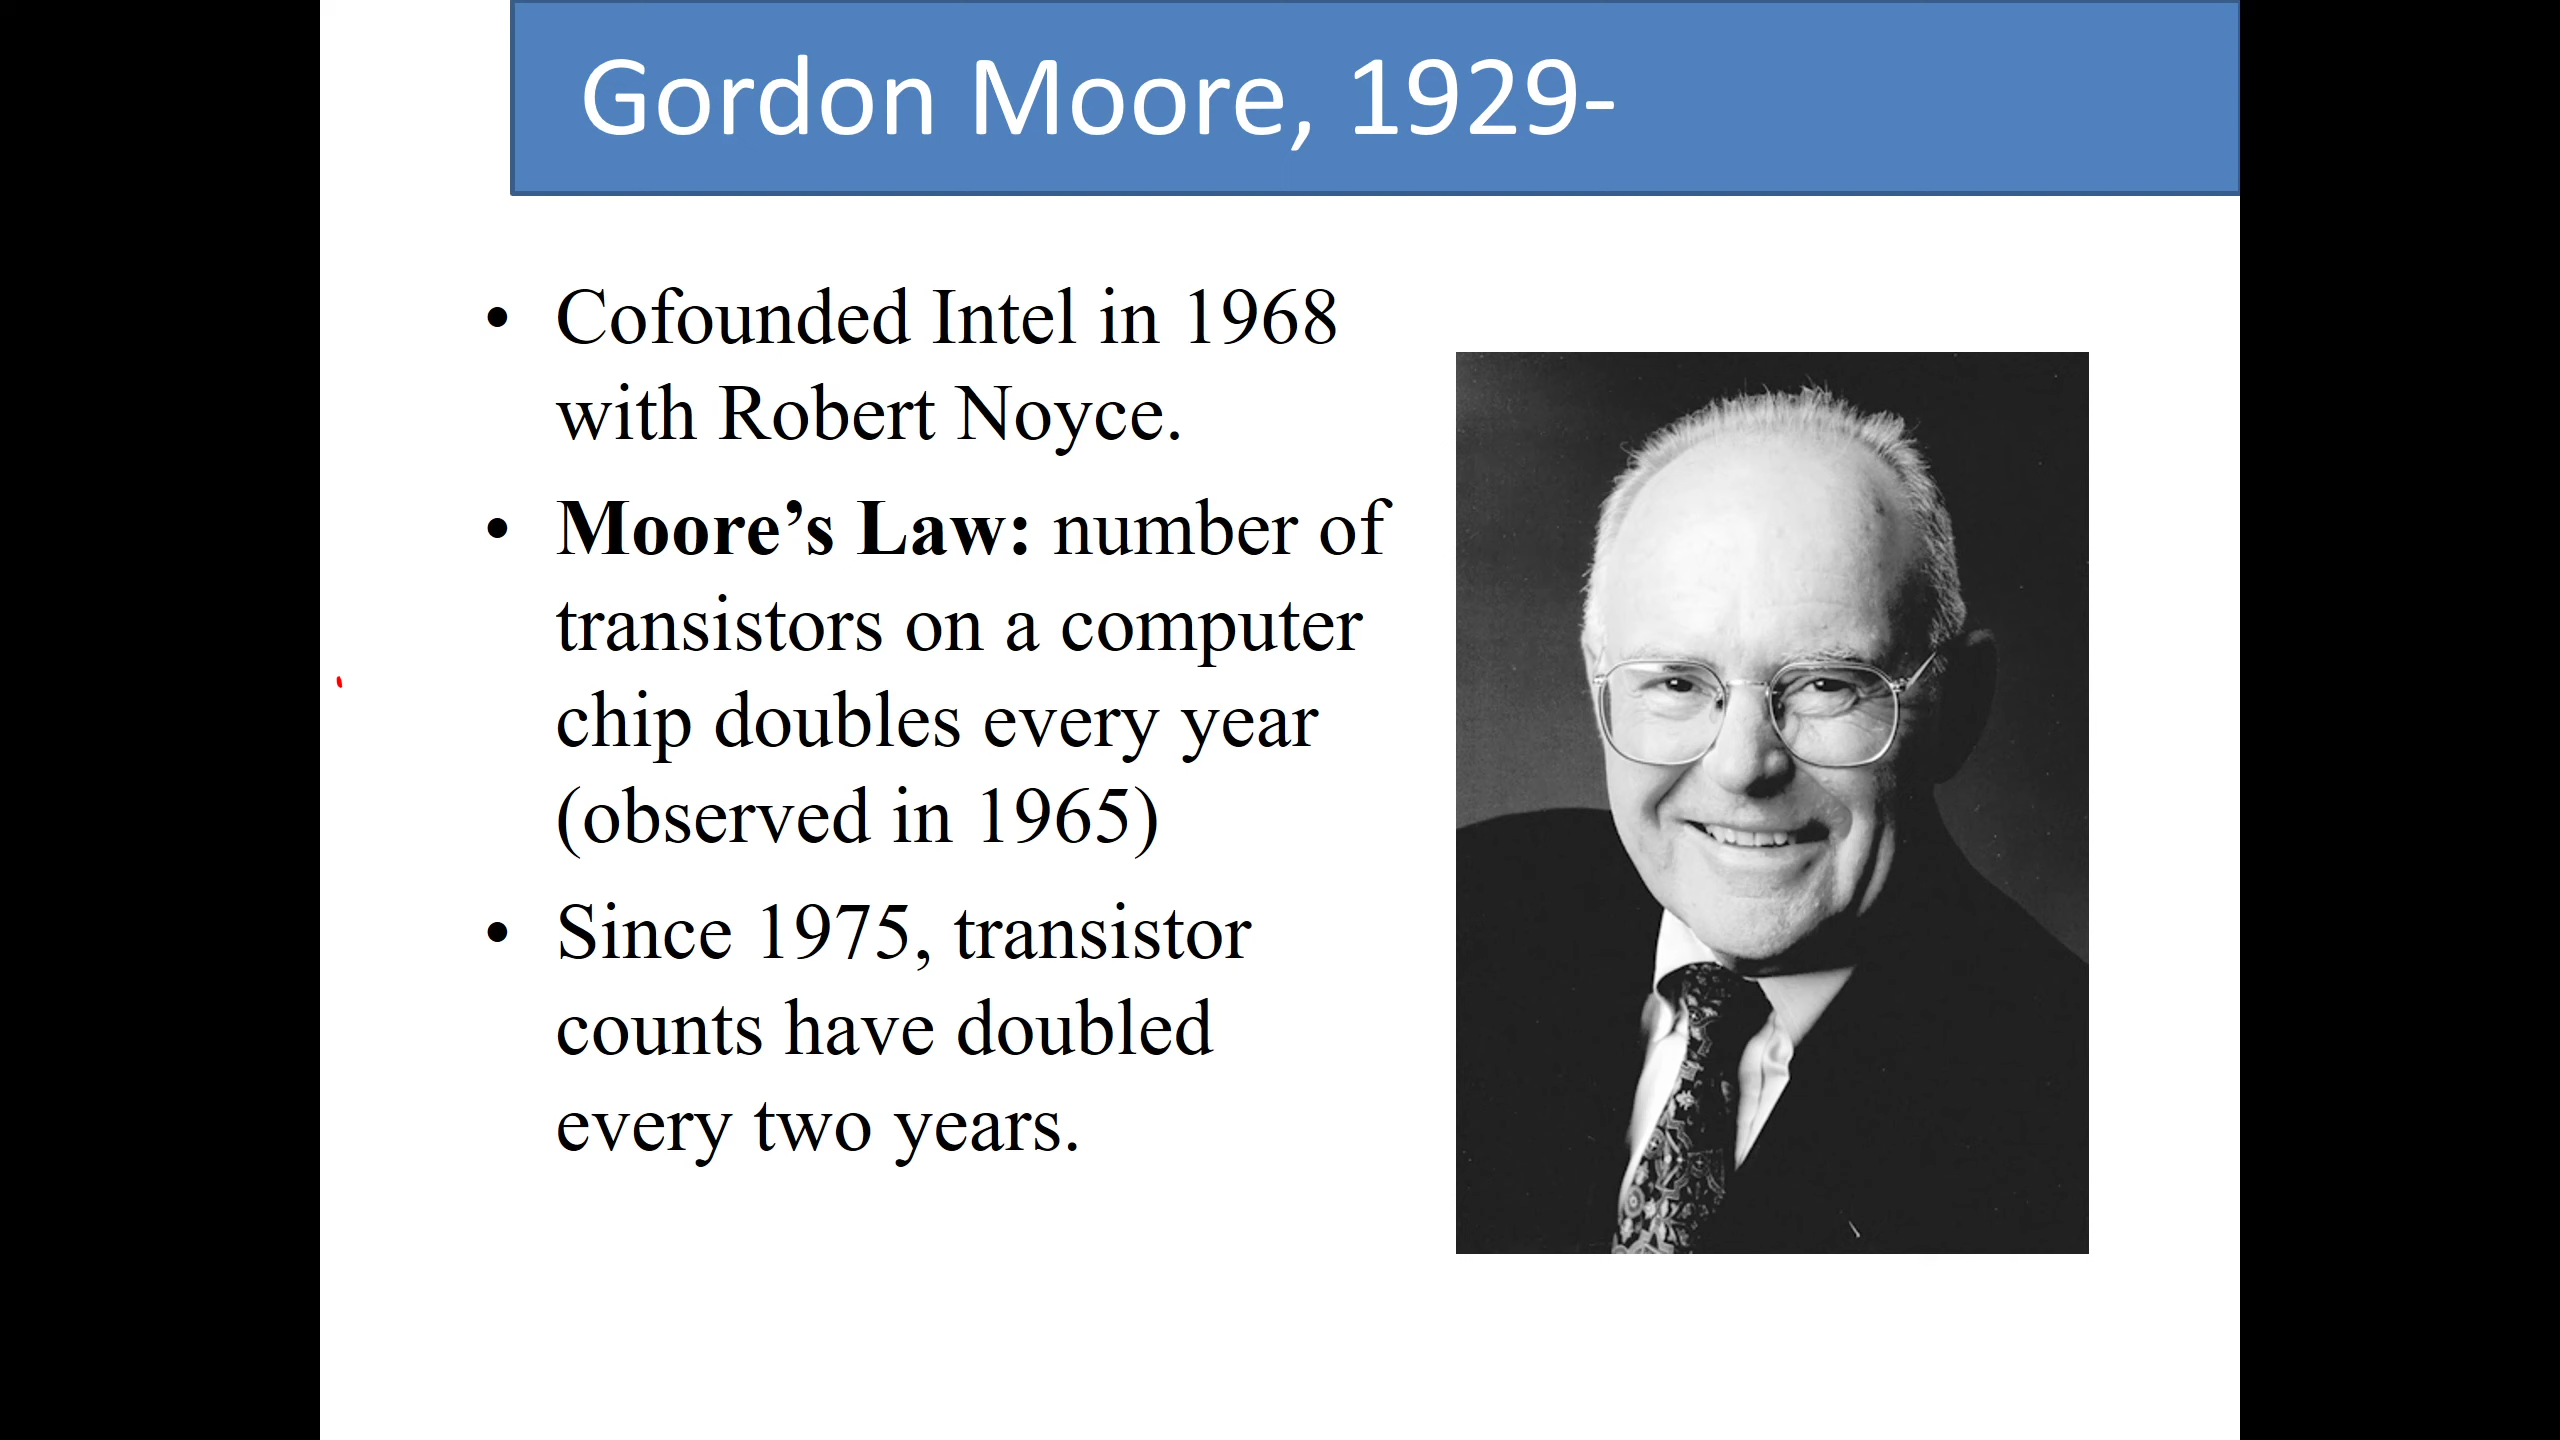 Gordon Moore, 1929-
• Cofounded Intel in 1968
with Robert Noyce.
• Moore’s Law: number of
transistors on a computer
chip doubles every year
(observed in 1965)
• Since 1975, transistor
counts have doubled
every two years.